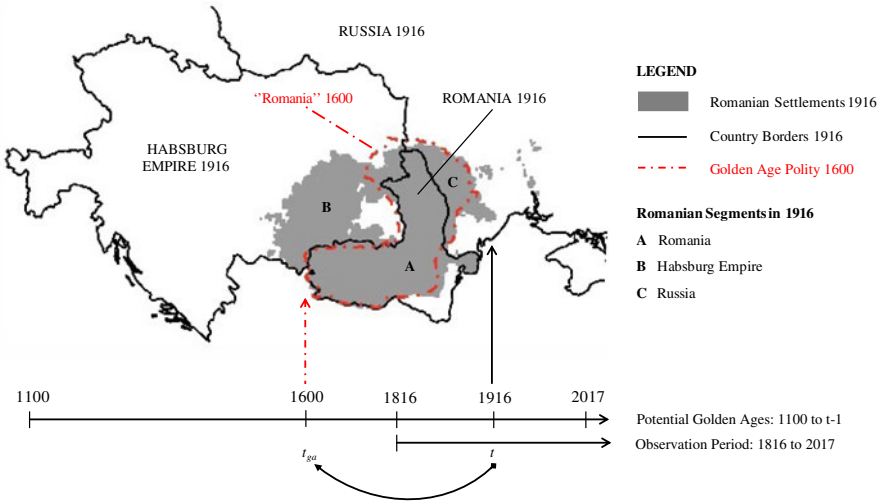 RUSSIA 1916
"Romania" 1600
ROMANIA 1916
HABSBURG
EMPIRE 1916
B
C
A
LEGEND
Romanian Settlements 1916
Country Borders 1916
Golden Age Polity 1600
Romanian Segments in 1916
A Romania
B Habsburg Empire
C Russia
1100 1600 1816 1916 2017
Potential Golden Ages: 1100 to t-1
Observation Period: 1816 to 2017
tga t